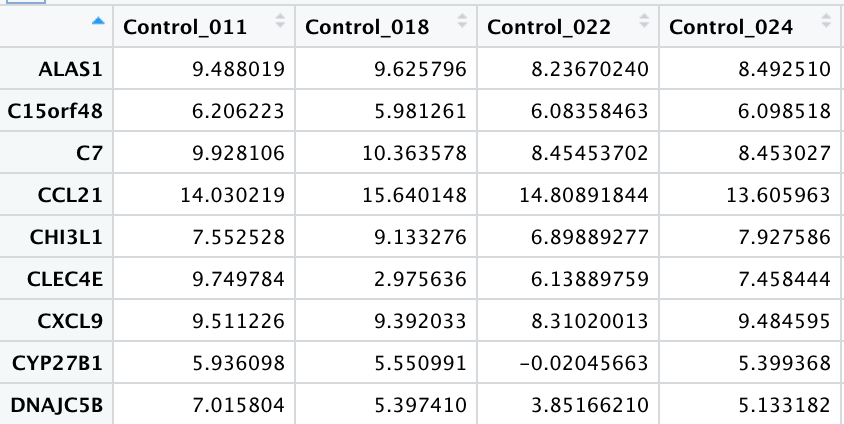 Control_011 Control_018 Control_022 Control_024
ALAS1 9.488019 9.625796 8.23670240 8.492510
C15orf48 6.206223 5.981261 6.08358463 6.098518
C7 9.928106 10.363578 8.45453702 8.453027
CCL21 14.030219 15.640148 14.80891844 13.605963
CHI3L1 7.552528 9.133276 6.89889277 7.927586
CLEC4E 9.749784 2.975636 6.13889759 7.458444
CXCL9 9.511226 9.392033 8.31020013 9.484595
CYP27B1 5.936098 5.550991 −0.02045663 5.399368
DNAJC5B 7.015804 5.397410 3.85166210 5.133182